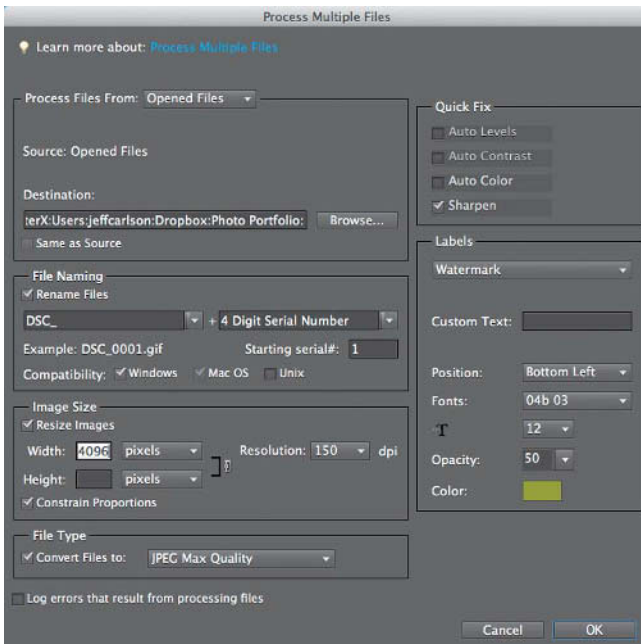 Process Multiple Files
Learn more about: Process Multiple Files
Process Files From: Opened Files
Source: Opened Files
Destination:
terX:Users:jeffcarlson:Dropbox:Photo Portfolio: Browse...
Same as Source
File Naming
Rename Files
DSC_ + 4 Digit Serial Number
Example: DSC_0001.gif Starting serial#: 1
Compatibility: Windows Mac OS Unix
Image Size
Resize Images
Width: 4096 pixels Resolution: 150 dpi
Height: pixels
Constrain Proportions
File Type
Convert Files to: JPEG Max Quality
Log errors that result from processing files
Quick Fix
Auto Levels
Auto Contrast
Auto Color
Sharpen
Labels
Watermark
Custom Text:
Position: Bottom Left
Fonts: 04b 03
T 12
Opacity: 50
Color:
Cancel OK